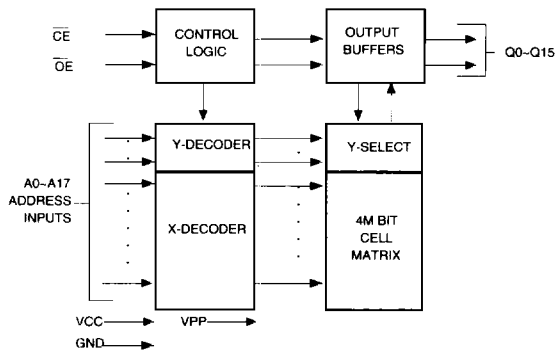 CE
OE
CONTROL
LOGIC
OUTPUT
BUFFERS
Q0~Q15
A0~A17
ADDRESS
INPUTS
Y-DECODER
X-DECODER
Y-SELECT
4M BIT
CELL
MATRIX
VCC
VPP
GND